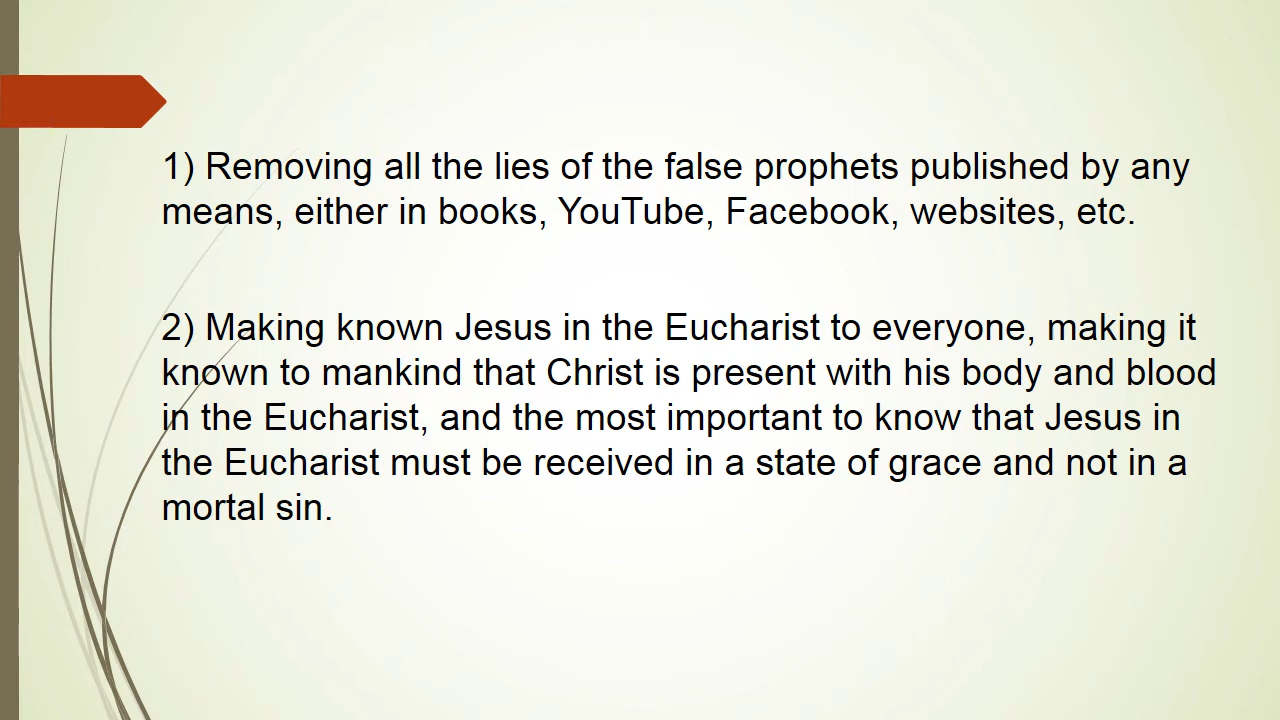 1) Removing all the lies of the false prophets published by any
means, either in books, YouTube, Facebook, websites, etc.
2) Making known Jesus in the Eucharist to everyone, making it
known to mankind that Christ is present with his body and blood
in the Eucharist, and the most important to know that Jesus in
the Eucharist must be received in a state of grace and not in a
mortal sin.